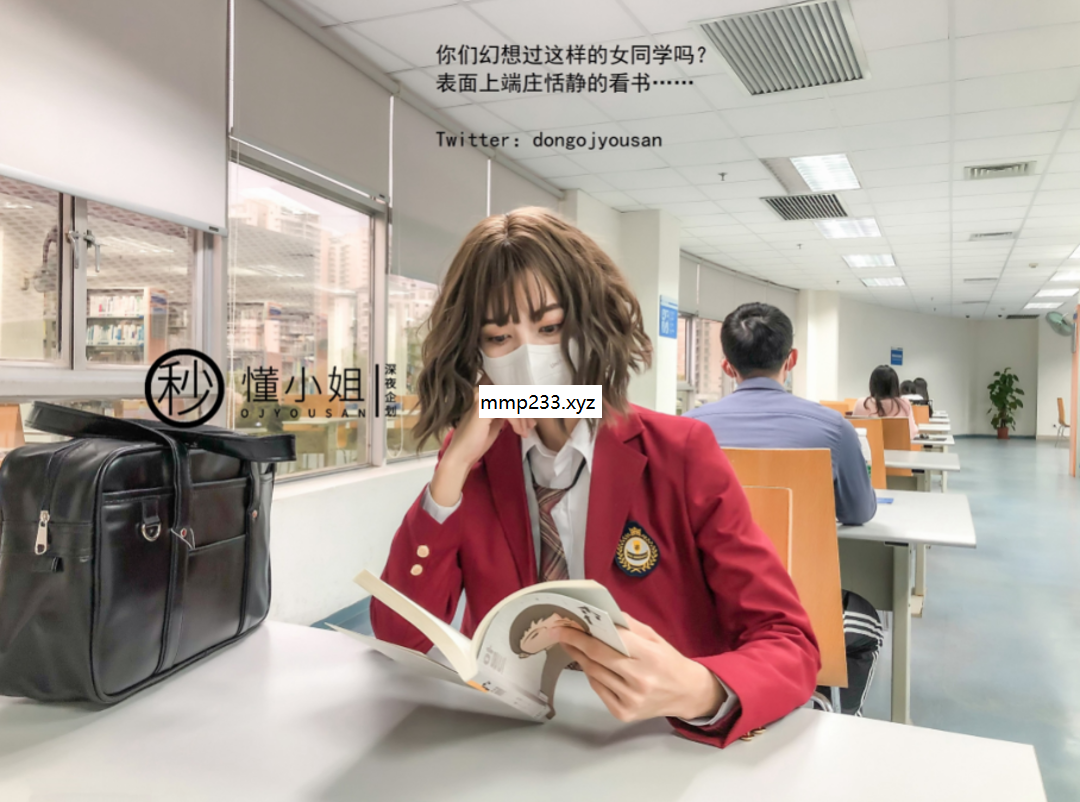 你们幻想过这样的女同学吗？
表面上端庄恬静的看书……
Twitter：dongojyousan
秒懂小姐
OJYOUSAN
深夜企划
mmp233.xyz